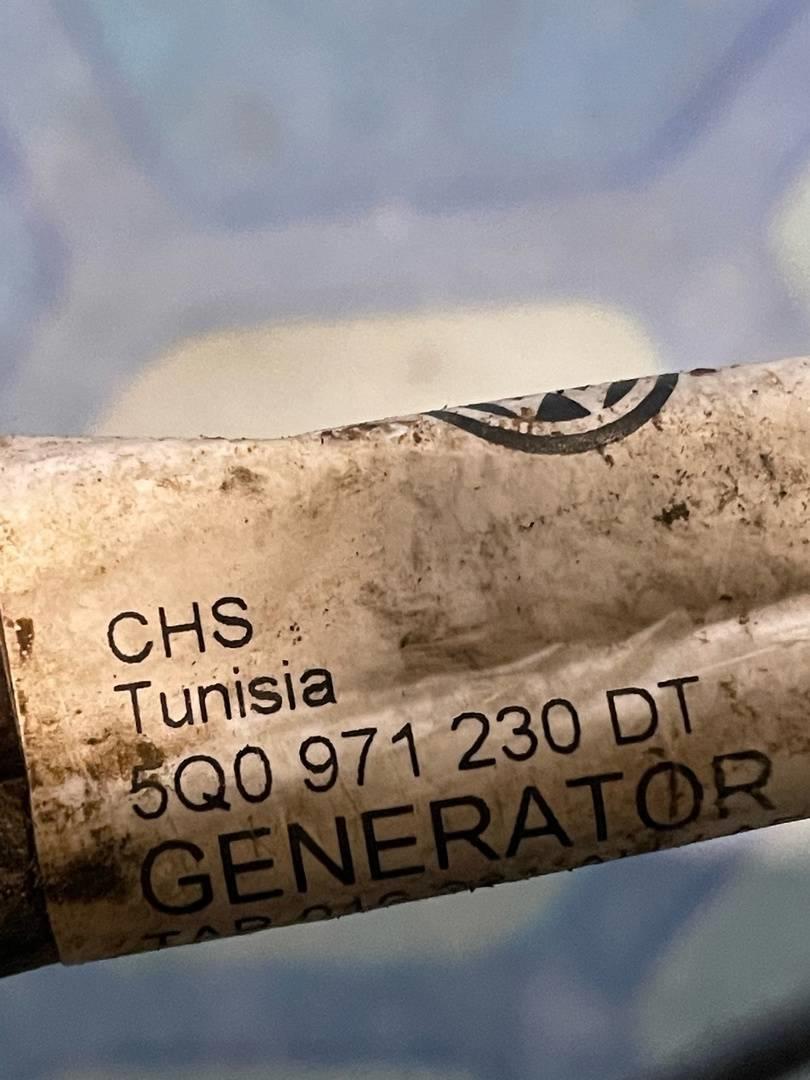 CHS
Tunisia
5Q0 971 230 DT
GENERATOR